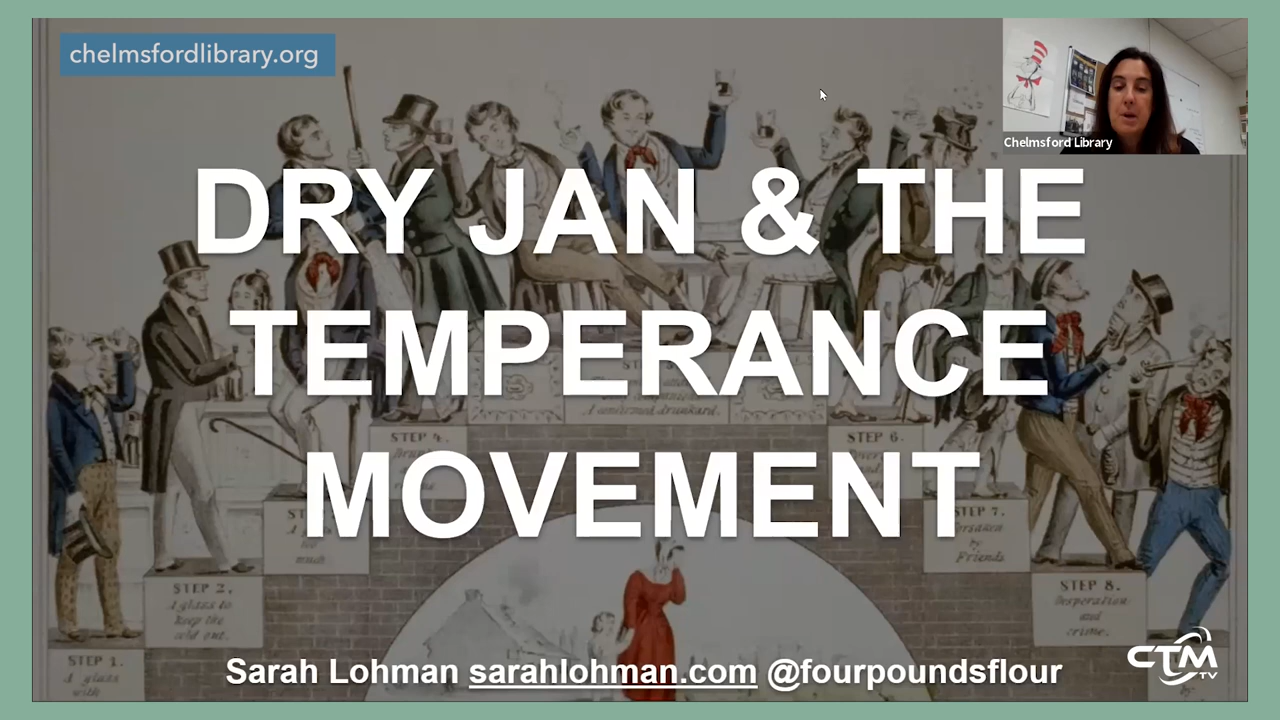 chelmsfordlibrary.org
Chelmsford Library
DRY JAN & THE
TEMPERANCE
MOVEMENT
STEP 4.
STEP 6.
A confirmed drunkard.
STEP 7.
Forsaken
by
Friends.
much.
STEP 2.
A glass to
keep the
cold out.
STEP 8.
Desperation
and
crime.
STEP 1.
A glass
with
by
Sarah Lohman sarahlohman.com @fourpoundsflour
CTM
TV